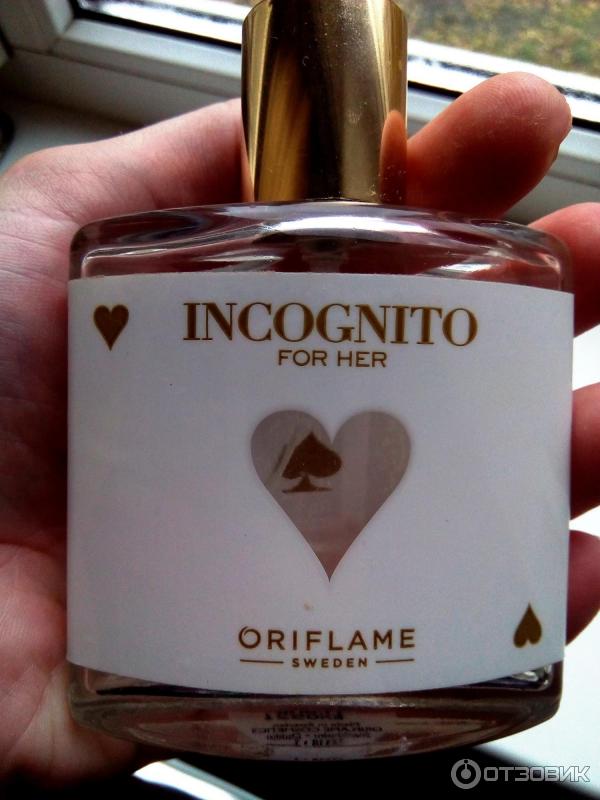 INCOGNITO
FOR HER
ORIFLAME
SWEDEN
ОТЗОВИК